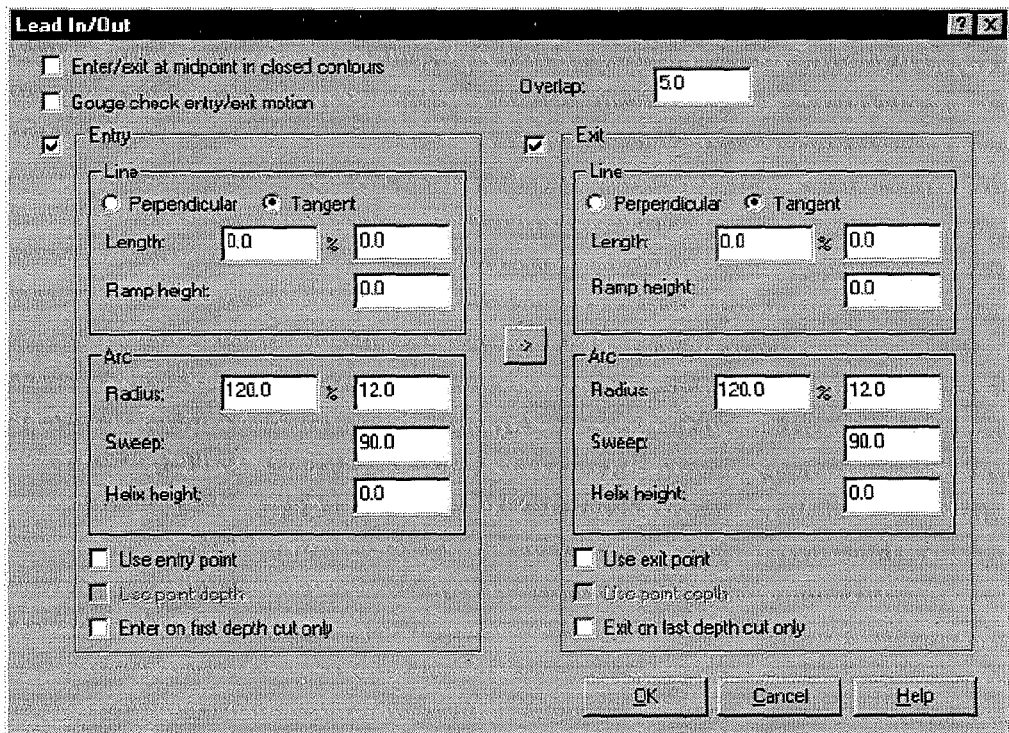 Lead In/Out
Enter/exit at midpoint in closed contours
Gouge check entry/exit motion
Overlap: 5.0
Entry
Line
Perpendicular Tangent
Length: 0.0 % 0.0
Ramp height: 0.0
Arc
Radius: 120.0 % 12.0
Sweep: 90.0
Helix height: 0.0
Use entry point
Use point depth
Enter on first depth cut only
->
Exit
Line
Perpendicular Tangent
Length: 0.0 % 0.0
Ramp height: 0.0
Arc
Radius: 120.0 % 12.0
Sweep: 90.0
Helix height: 0.0
Use exit point
Use point depth
Exit on last depth cut only
OK Cancel Help